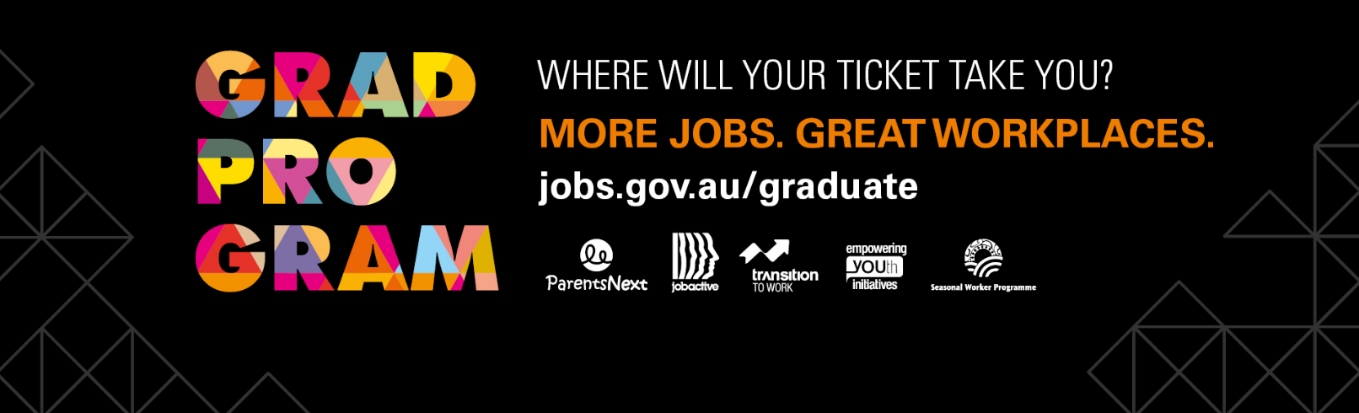 GRAD
PRO
GRAM
WHERE WILL YOUR TICKET TAKE YOU?
MORE JOBS. GREAT WORKPLACES.
jobs.gov.au/graduate
ParentsNext
jobactive
transition
TO WORK
empowering
YOUth
initiatives
Seasonal Worker Programme